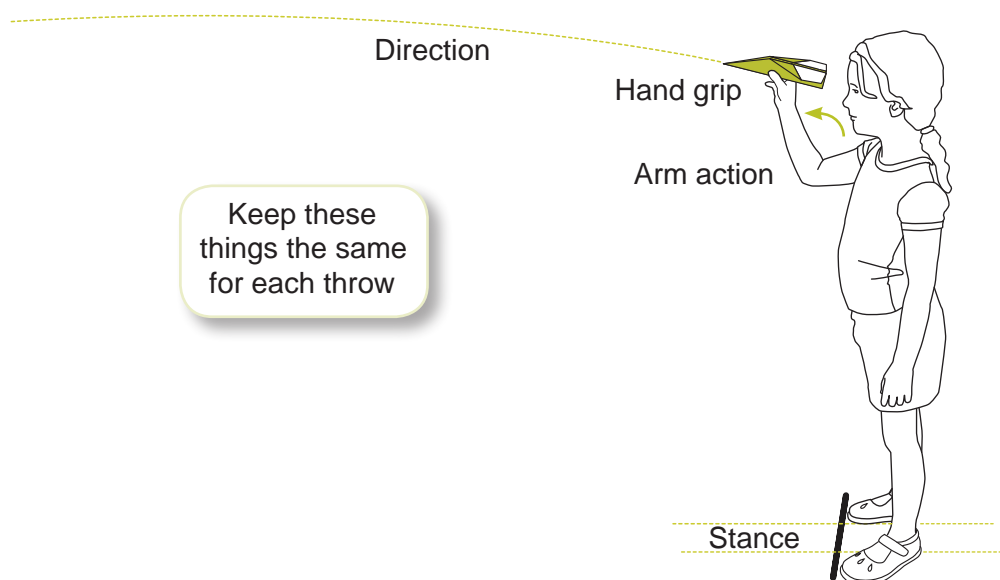 Direction
Hand grip
Arm action
Keep these
things the same
for each throw
Stance